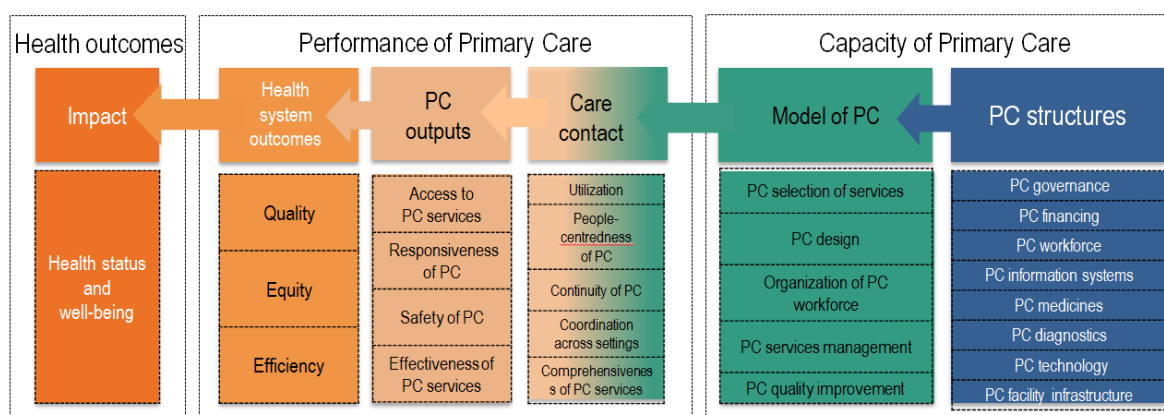 Health outcomes
Performance of Primary Care
Capacity of Primary Care
Impact
Health
system
outcomes
PC
outputs
Care
contact
Model of PC
PC structures
Health status
and
well-being
Quality
Equity
Efficiency
Access to
PC services
Responsiveness
of PC
Safety of PC
Effectiveness of
PC services
Utilization
People-
centredness
of PC
Continuity of PC
Coordination
across settings
Comprehensivenes
s of PC services
PC selection of services
PC design
Organization of PC
workforce
PC services management
PC quality improvement
PC governance
PC financing
PC workforce
PC information systems
PC medicines
PC diagnostics
PC technology
PC facility infrastructure